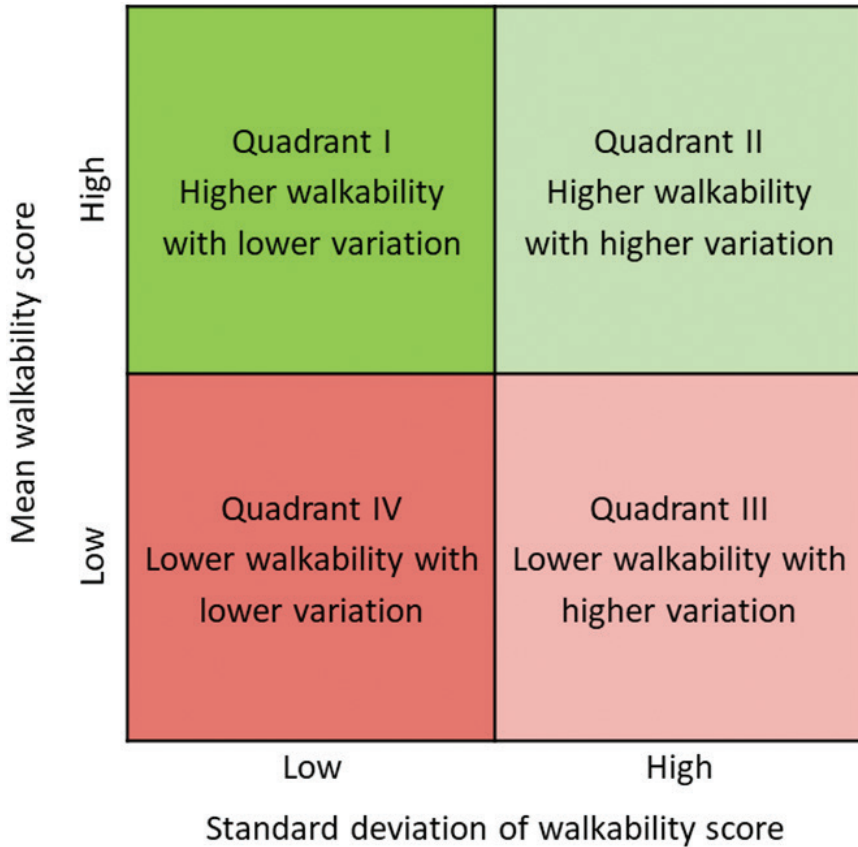 Mean walkability score
High
Quadrant I
Higher walkability
with lower variation
Quadrant II
Higher walkability
with higher variation
Low
Quadrant IV
Lower walkability with
lower variation
Quadrant III
Lower walkability with
higher variation
Low
High
Standard deviation of walkability score